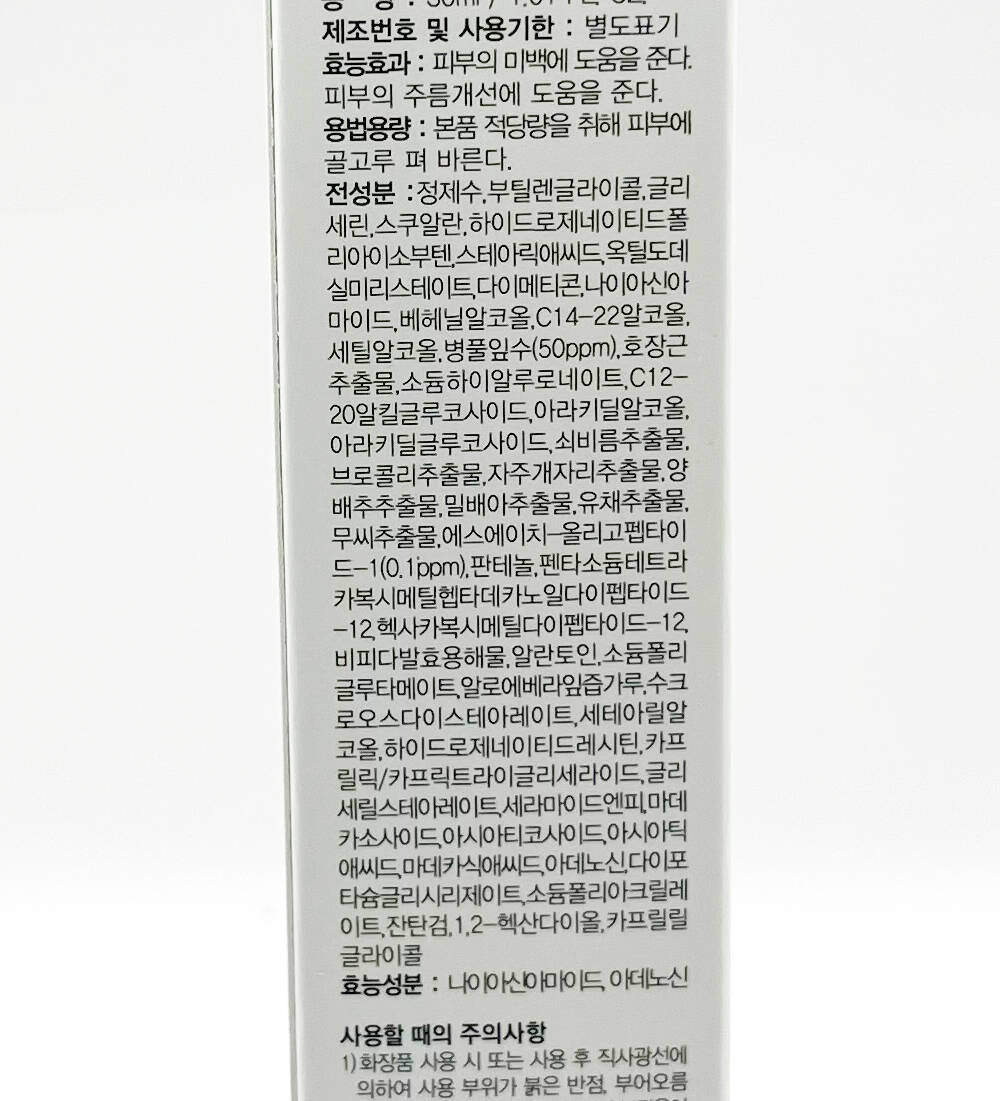 제조번호 및 사용기한 : 별도표기
효능효과 : 피부의 미백에 도움을 준다.
피부의 주름개선에 도움을 준다.
용법용량 : 본품 적당량을 취해 피부에
골고루 펴 바른다.
전성분 :정제수,부틸렌글라이콜,글리
세린,스쿠알란,하이드로제네이티드폴
리아이소부텐,스테아릭애씨드,옥틸도데
실미리스테이트,다이메티콘,나이아신아
마이드,베헤닐알코올,C14-22알코올,
세틸알코올,병풀잎수(50ppm),호장근
추출물,소듐하이알루로네이트,C12-
20알킬글루코사이드,아라키딜알코올,
아라키딜글루코사이드,쇠비름추출물,
브로콜리추출물,자주개자리추출물,양
배추추출물,밀배아추출물,유채추출물,
무씨추출물,에스에이치-올리고펩타이
드-1(0.1ppm),판테놀,펜타소듐테트라
카복시메틸헵타데카노일다이펩타이드
-12,헥사카복시메틸다이펩타이드-12,
비피다발효용해물,알란토인,소듐폴리
글루타메이트,알로에베라잎즙가루,수크
로오스다이스테아레이트,세테아릴알
코올,하이드로제네이티드레시틴,카프
릴릭/카프릭트라이글리세라이드,글리
세릴스테아레이트,세라마이드엔피,마데
카소사이드,아시아티코사이드,아시아틱
애씨드,마데카식애씨드,아데노신,다이포
타슘글리시리제이트,소듐폴리아크릴레
이트,잔탄검,1,2-헥산다이올,카프릴릴
글라이콜
효능성분 : 나이아신아마이드, 아데노신
사용할 때의 주의사항
1)화장품 사용 시 또는 사용 후 직사광선에
의하여 사용 부위가 붉은 반점, 부어오름